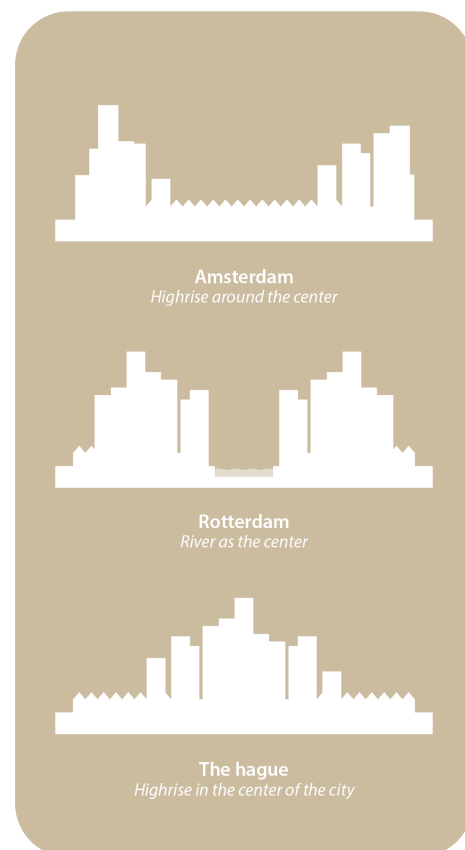 Amsterdam
Highrise around the center
Rotterdam
River as the center
The hague
Highrise in the center of the city